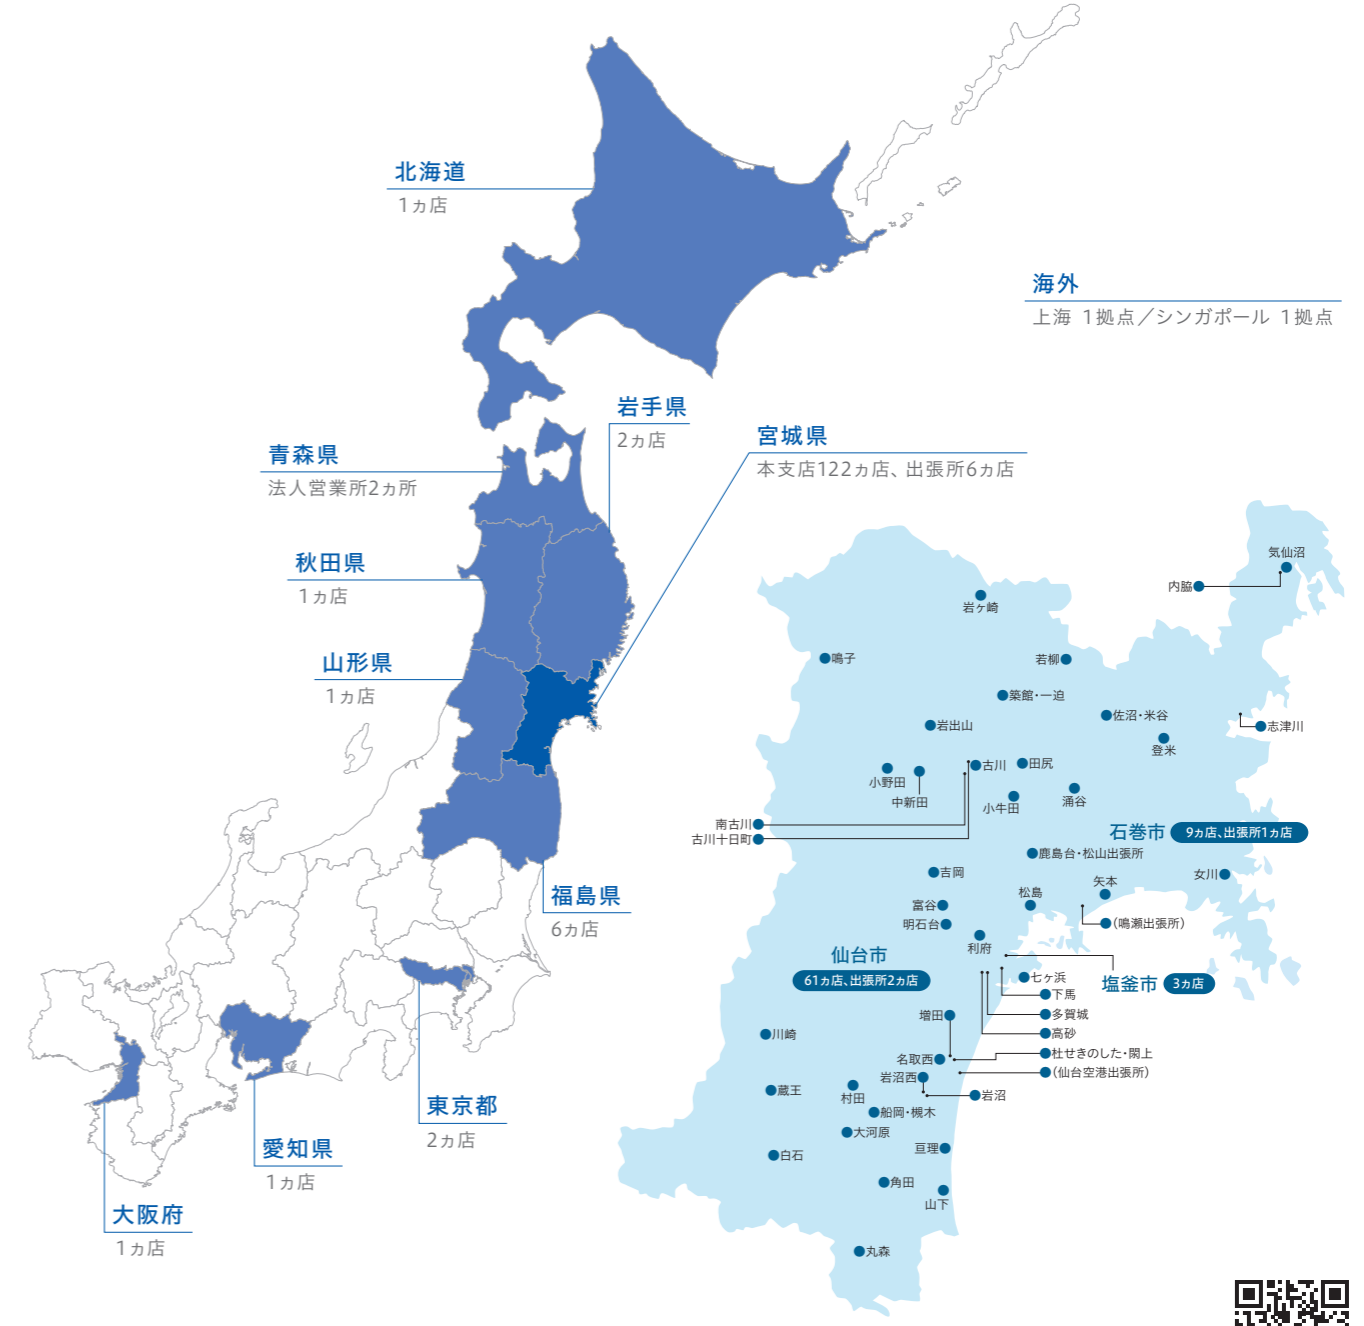 北海道
1ヵ店
海外
上海 1拠点／シンガポール 1拠点
岩手県
2ヵ店
宮城県
本支店122ヵ店、出張所6ヵ店
青森県
法人営業所2ヵ所
秋田県
1ヵ店
山形県
1ヵ店
福島県
6ヵ店
東京都
2ヵ店
愛知県
1ヵ店
大阪府
1ヵ店
気仙沼
内脇
岩ヶ崎
鳴子
若柳
築館・一迫
佐沼・米谷
志津川
岩出山
登米
古川
田尻
小野田
中新田
小牛田
涌谷
南古川
古川十日町
石巻市
9ヵ店、出張所1ヵ店
鹿島台・松山出張所
吉岡
女川
矢本
松島
富谷
明石台
(鳴瀬出張所)
利府
仙台市
61ヵ店、出張所2ヵ店
七ヶ浜
塩釜市
3ヵ店
下馬
多賀城
増田
高砂
川崎
杜せきのした・閖上
名取西
(仙台空港出張所)
岩沼西
蔵王
村田
岩沼
船岡・槻木
大河原
亘理
白石
角田
山下
丸森